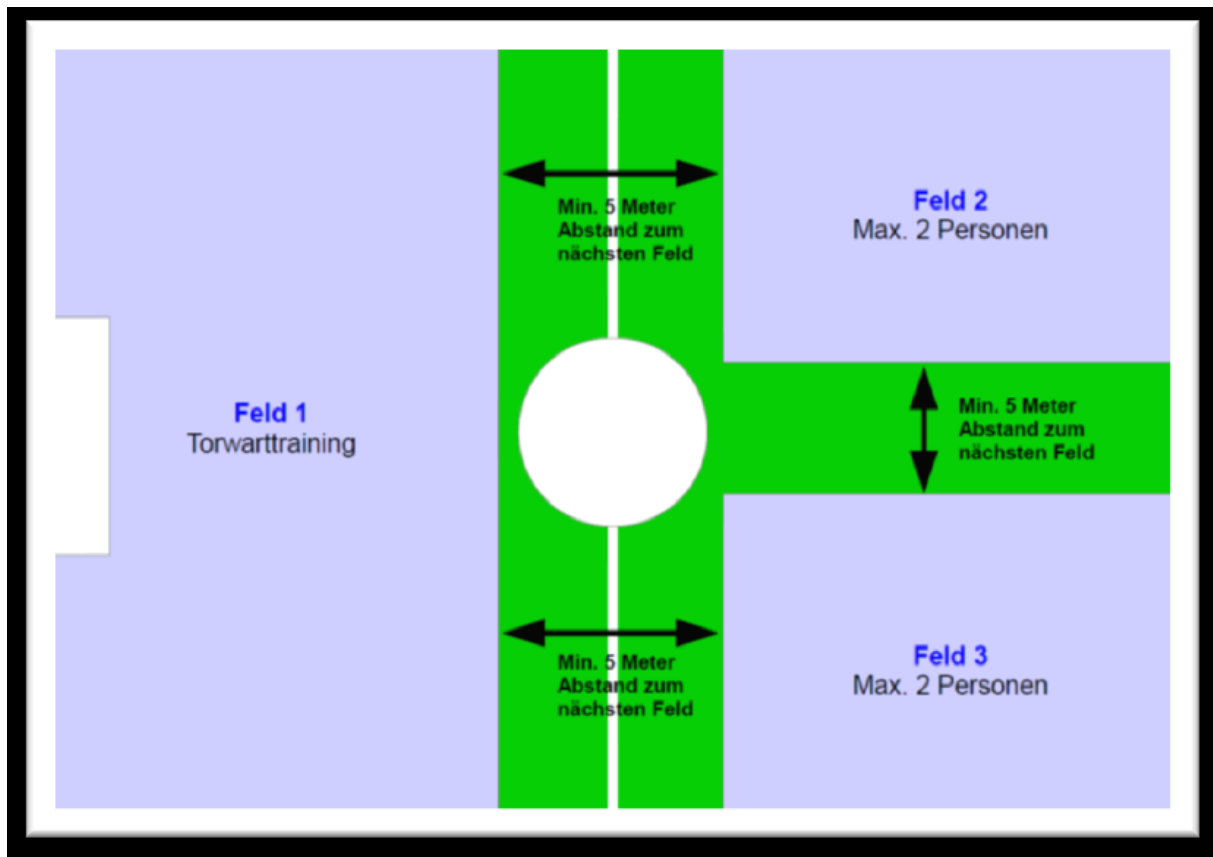 Min. 5 Meter
Abstand zum
nächsten Feld
Feld 2
Max. 2 Personen
Feld 1
Torwarttraining
Min. 5 Meter
Abstand zum
nächsten Feld
Min. 5 Meter
Abstand zum
nächsten Feld
Feld 3
Max. 2 Personen